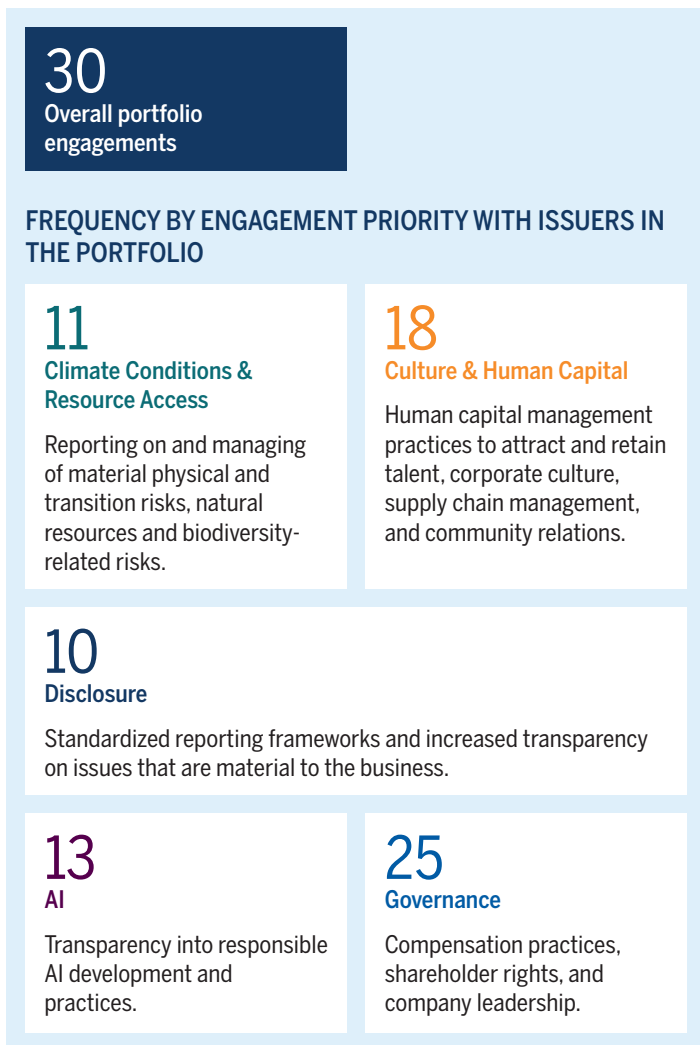 30
Overall portfolio
engagements
FREQUENCY BY ENGAGEMENT PRIORITY WITH ISSUERS IN
THE PORTFOLIO
11
Climate Conditions &
Resource Access
Reporting on and managing
of material physical and
transition risks, natural
resources and biodiversity-
related risks.
18
Culture & Human Capital
Human capital management
practices to attract and retain
talent, corporate culture,
supply chain management,
and community relations.
10
Disclosure
Standardized reporting frameworks and increased transparency
on issues that are material to the business.
13
AI
Transparency into responsible
AI development and
practices.
25
Governance
Compensation practices,
shareholder rights, and
company leadership.